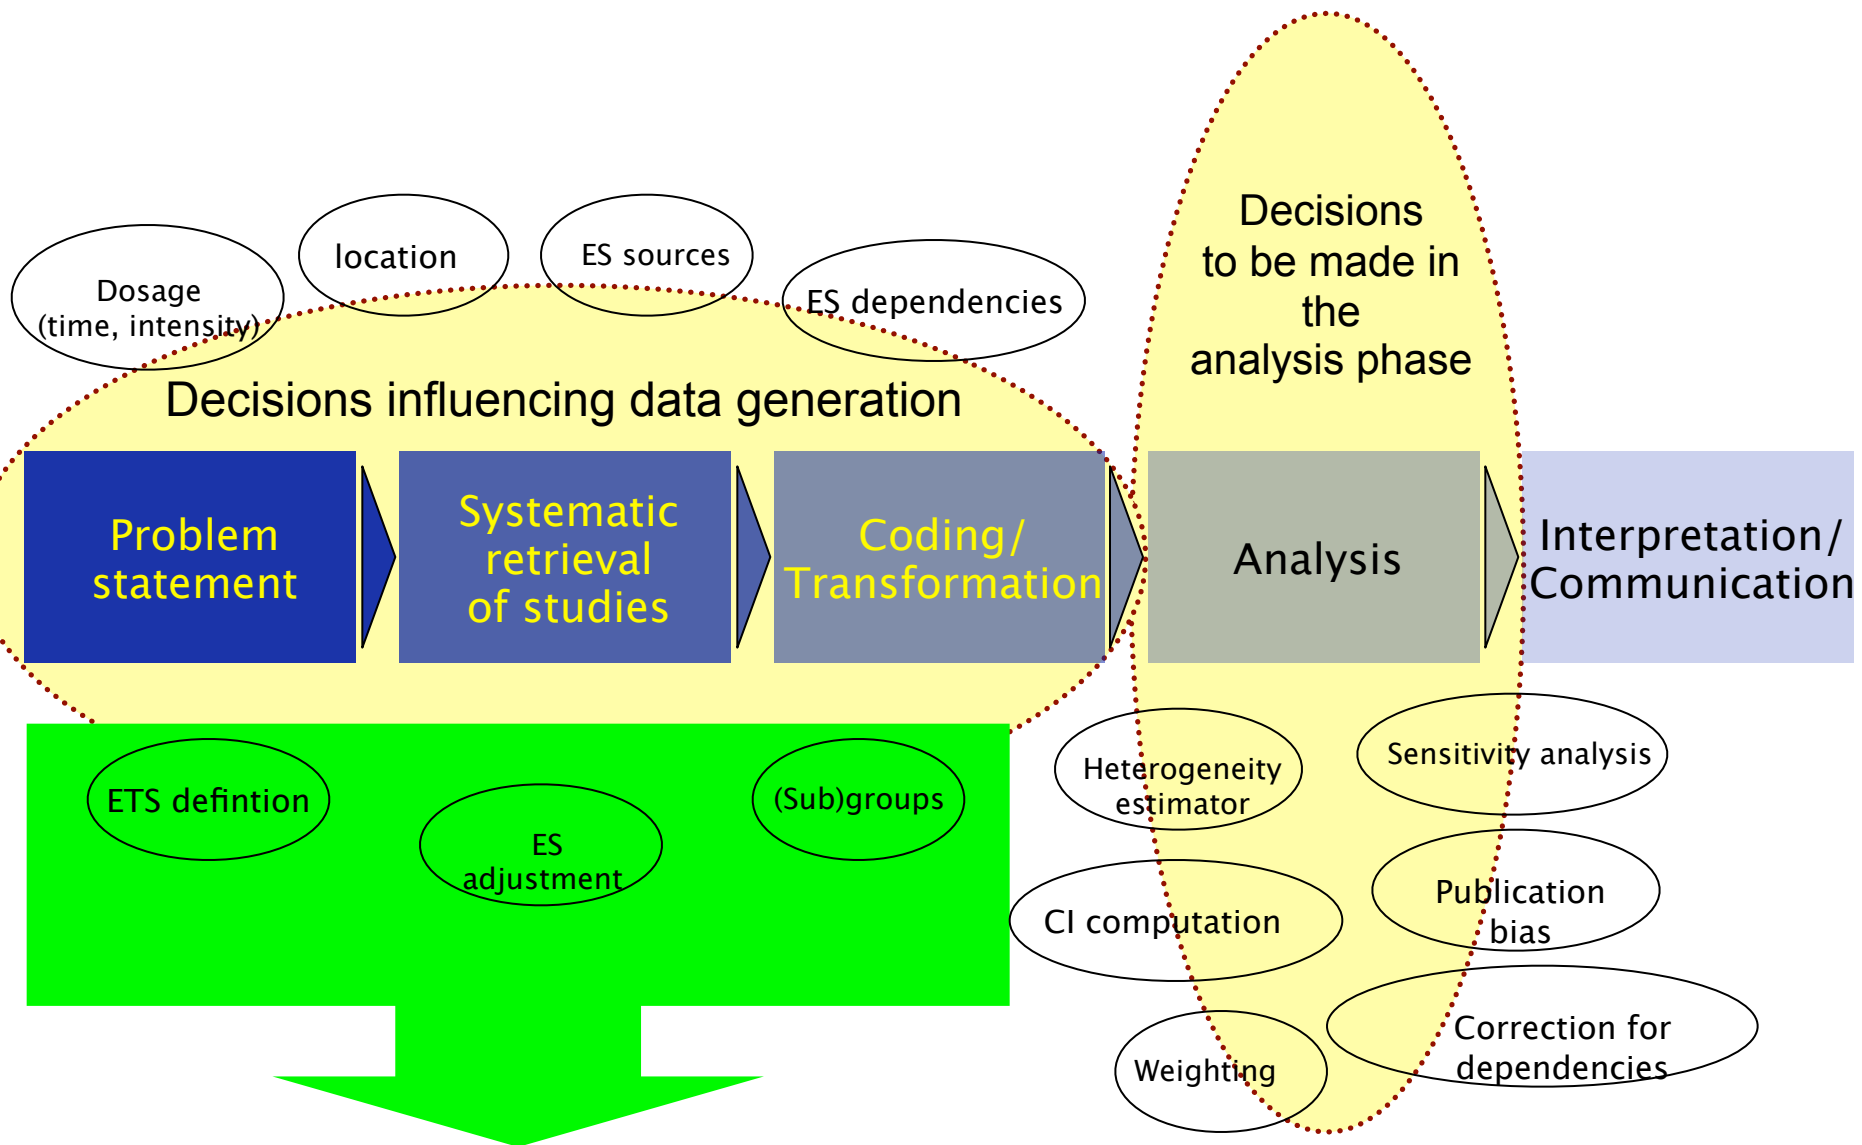 Decisions
to be made in
the
analysis phase
Dosage
(time, intensity)
location
ES sources
ES dependencies
Decisions influencing data generation
Problem
statement
Systematic
retrieval
of studies
Coding/
Transformation
Analysis
Interpretation/
Communication
ETS defintion
ES
adjustment
(Sub)groups
Heterogeneity
estimator
Sensitivity analysis
CI computation
Publication
bias
Weighting
Correction for
dependencies